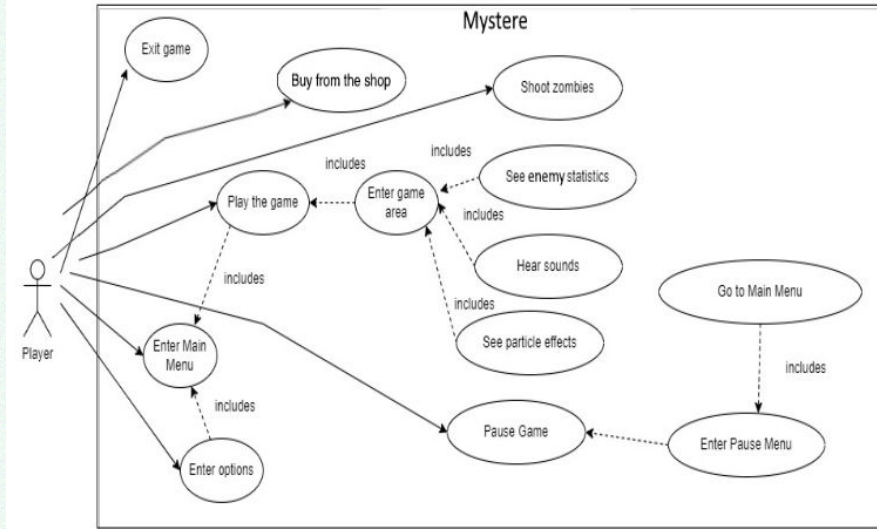 Mystere
Exit game
Buy from the shop
Shoot zombies
includes
includes
Play the game
Enter game
area
See enemy statistics
includes
Hear sounds
includes
Go to Main Menu
includes
See particle effects
Player
Enter Main
Menu
includes
includes
Pause Game
Enter Pause Menu
Enter options